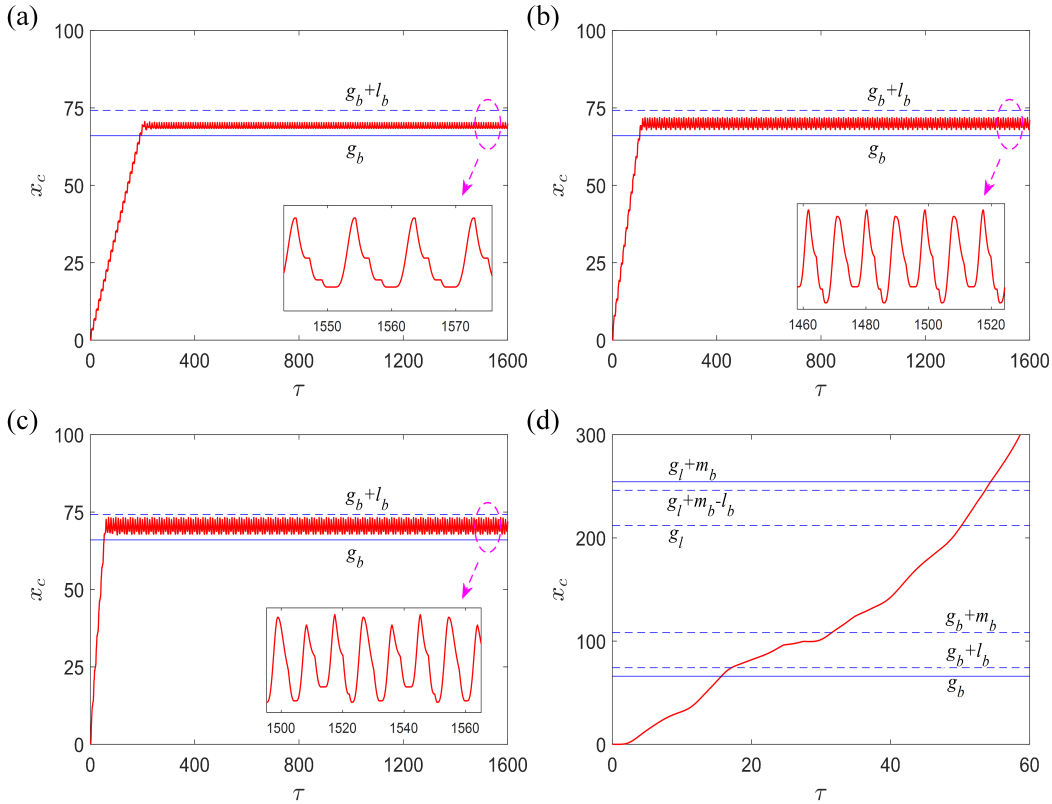 (a)
100
75
50
25
0
x_c
g_b+l_b
g_b
1550 1560 1570
0 400 800 1200 1600
τ
(b)
100
75
50
25
0
x_c
g_b+l_b
g_b
1460 1480 1500 1520
0 400 800 1200 1600
τ
(c)
100
75
50
25
0
x_c
g_b+l_b
g_b
1500 1520 1540 1560
0 400 800 1200 1600
τ
(d)
300
200
100
0
x_c
g_l+m_b
g_l+m_b-l_b
g_l
g_b+m_b
g_b+l_b
g_b
0 20 40 60
τ